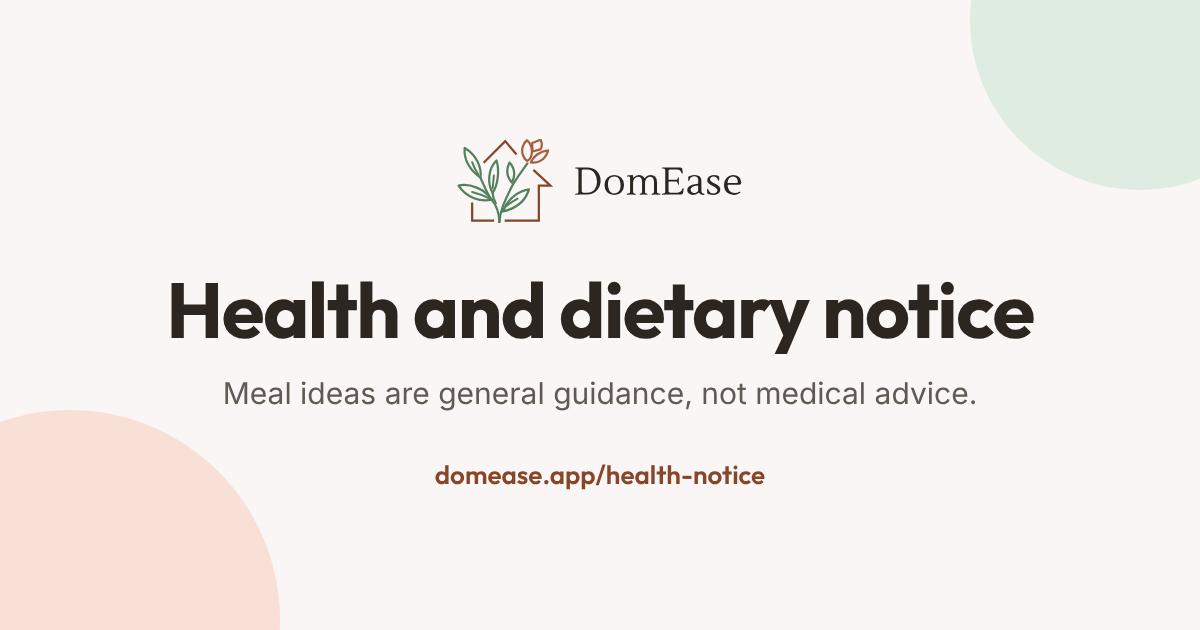 DomEase
Health and dietary notice
Meal ideas are general guidance, not medical advice.
domease.app/health-notice